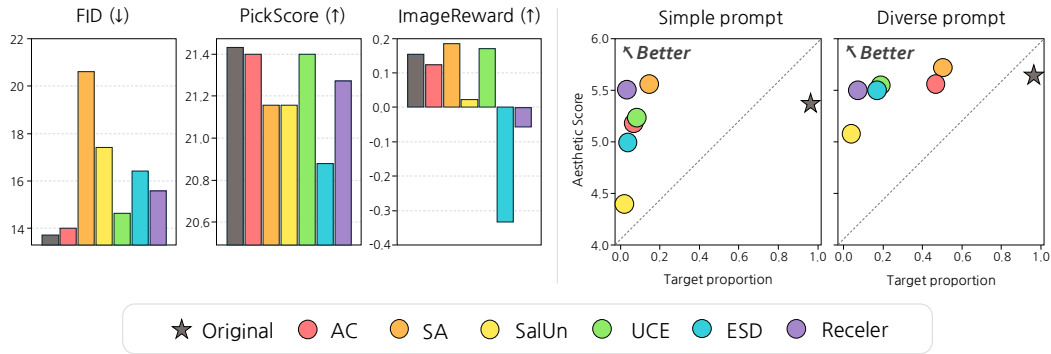 FID (↓)
22
20
18
16
14
PickScore (↑)
21.4
21.2
21.0
20.8
20.6
ImageReward (↑)
0.2
0.1
0.0
-0.1
-0.2
-0.3
-0.4
Simple prompt
Better
Aesthetic Score
6.0
5.5
5.0
4.5
4.0
0.0 0.2 0.4 0.6 0.8 1.0
Target proportion
Diverse prompt
Better
0.0 0.2 0.4 0.6 0.8 1.0
Target proportion
Original AC SA SalUn UCE ESD Receler